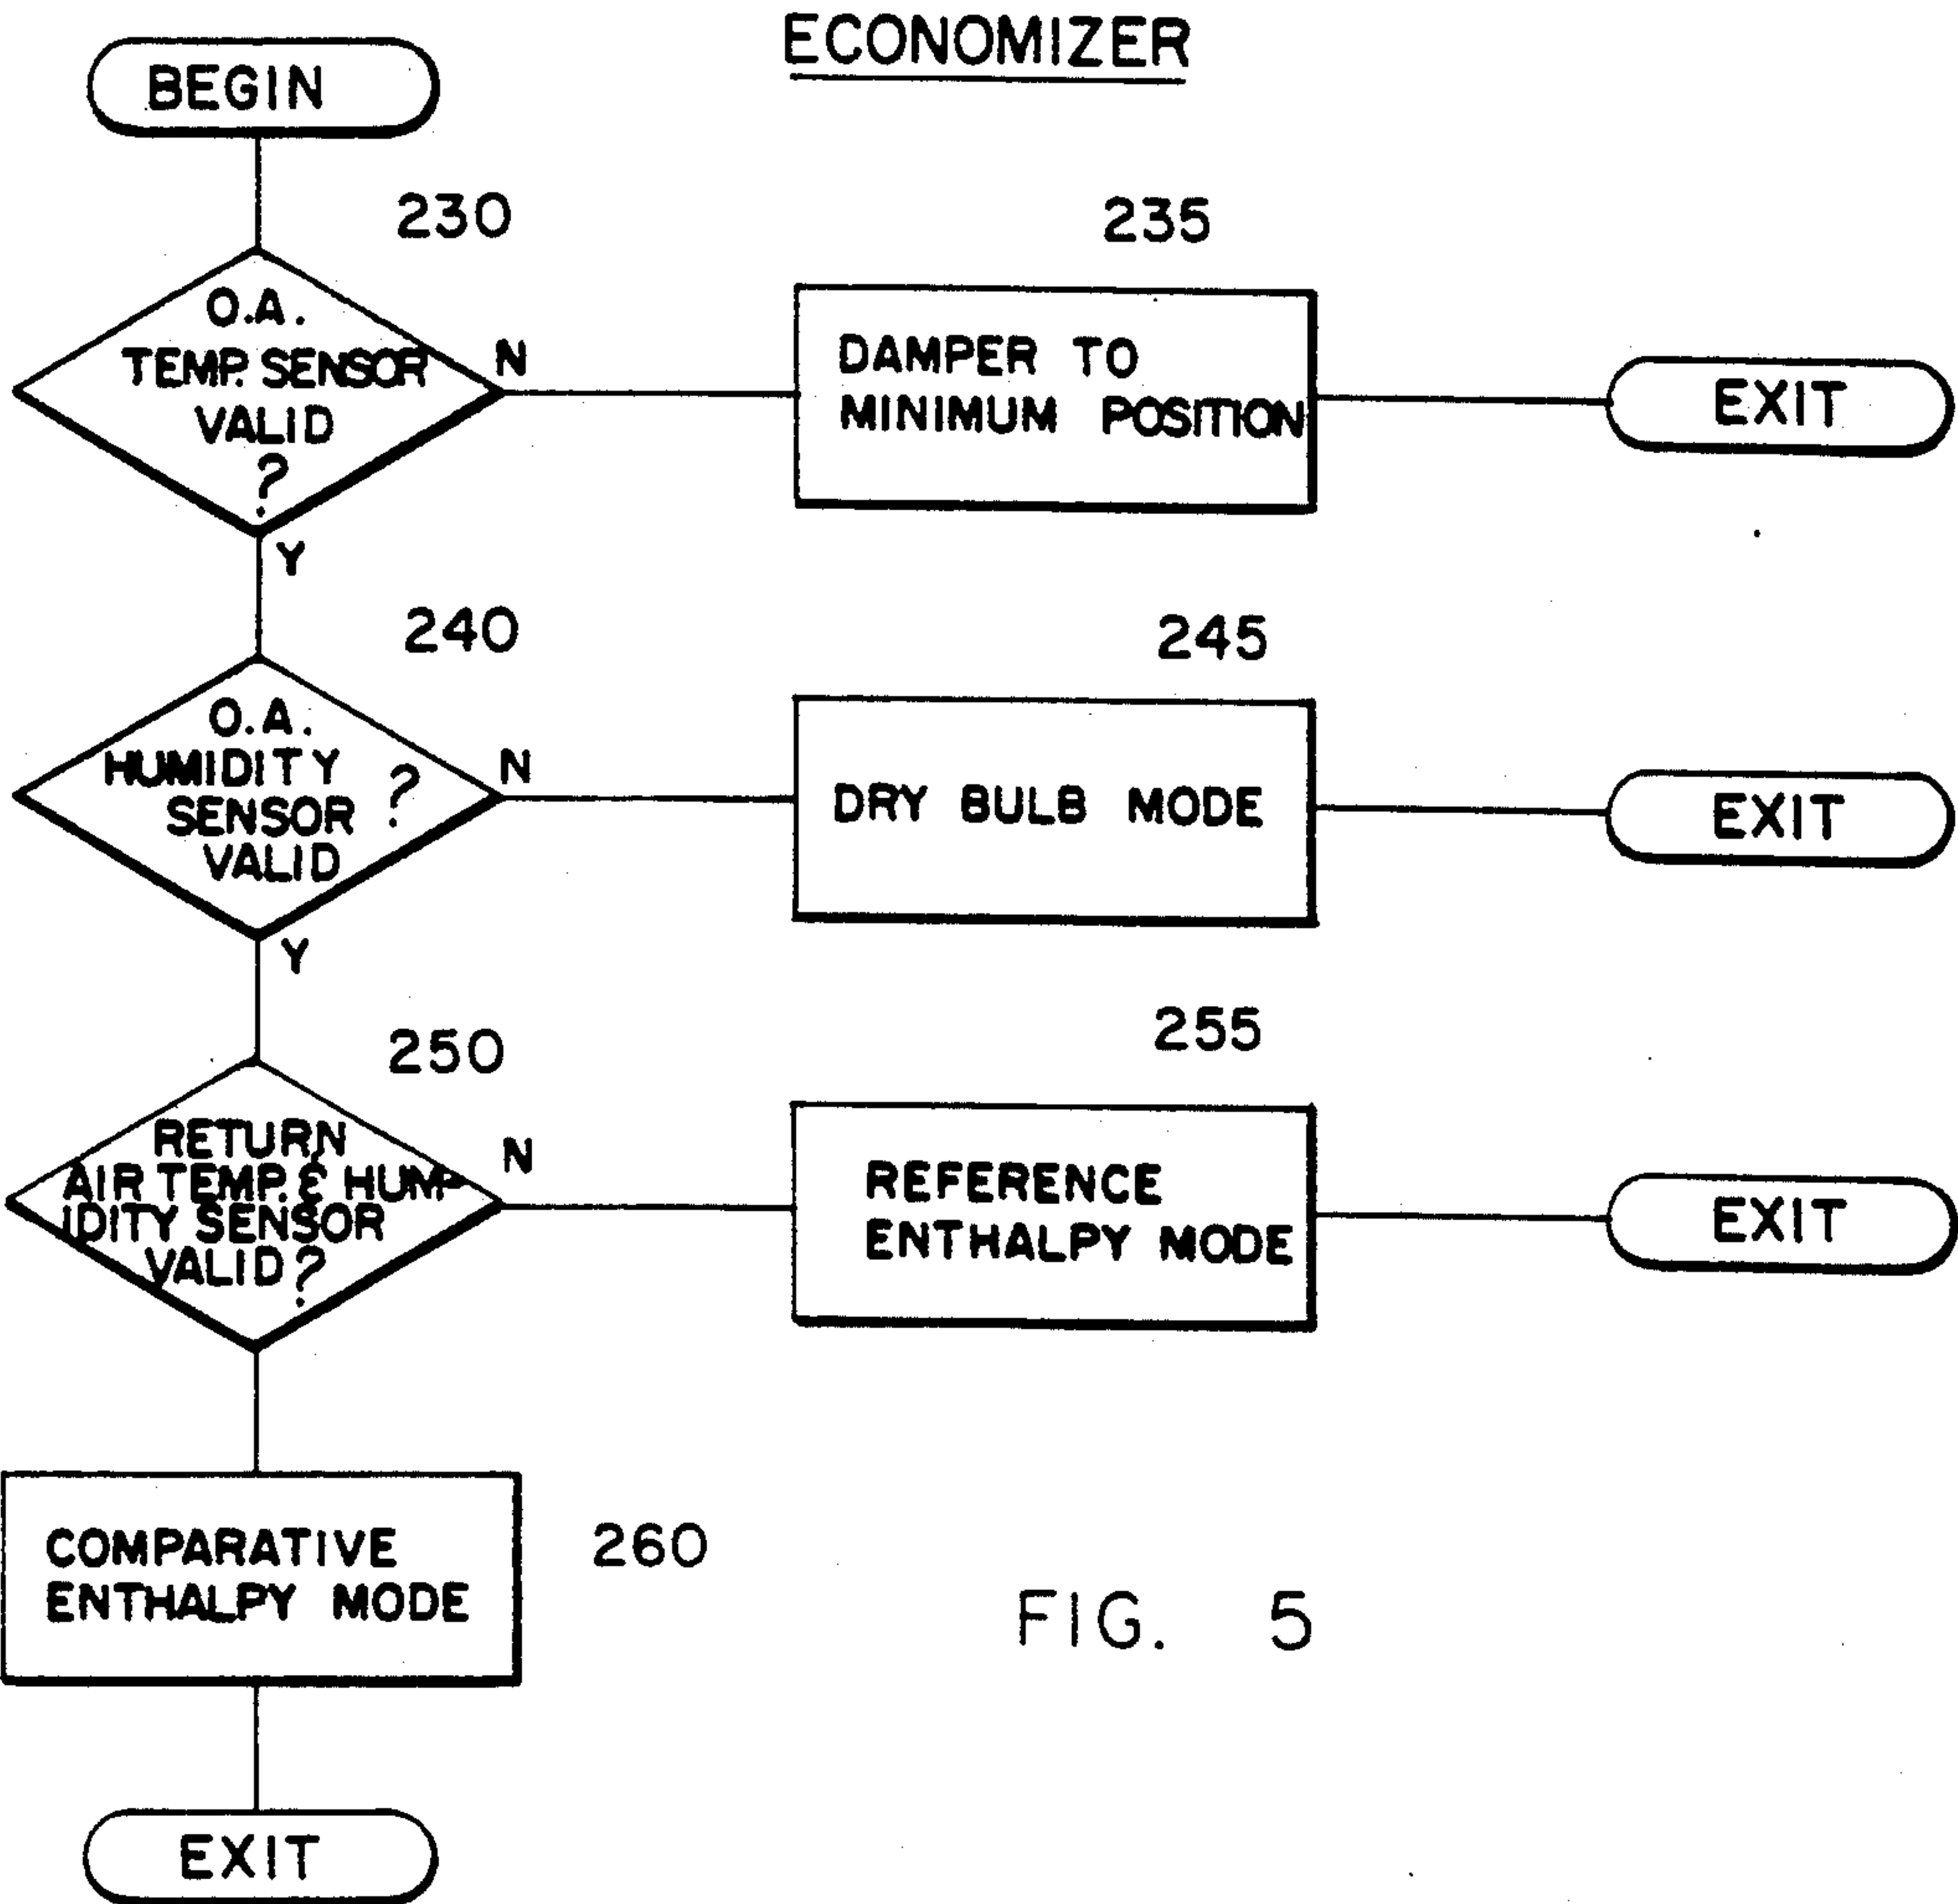 ECONOMIZER
BEGIN
230
O.A.
TEMP. SENSOR
VALID
?
N
Y
235
DAMPER TO
MINIMUM POSITION
EXIT
240
O.A.
HUMIDITY
SENSOR ?
VALID
N
Y
245
DRY BULB MODE
EXIT
250
RETURN
AIR TEMP. & HUM-
IDITY SENSOR
VALID ?
N
255
REFERENCE
ENTHALPY MODE
EXIT
COMPARATIVE
ENTHALPY MODE
260
EXIT
FIG. 5